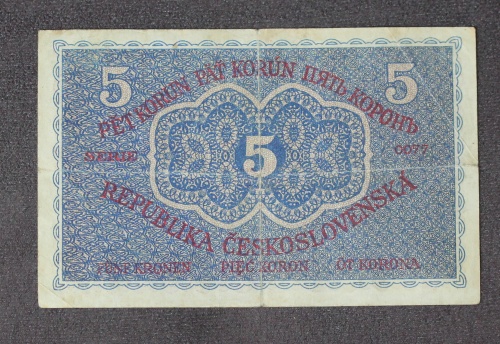 5 5
PĚT KORUN PÄŤ KORÚN ПЯТЬ КОРОНЪ
SERIE 5 0077
REPUBLIKA ČESKOSLOVENSKÁ
FÜNF KRONEN PIĘĆ KORON ÖT KORONA